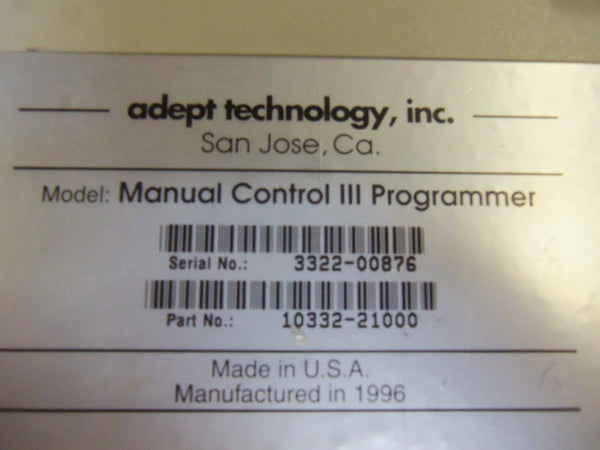 adept technology, inc.
San Jose, Ca.
Model: Manual Control III Programmer
Serial No.: 3322-00876
Part No.: 10332-21000
Made in U.S.A.
Manufactured in 1996